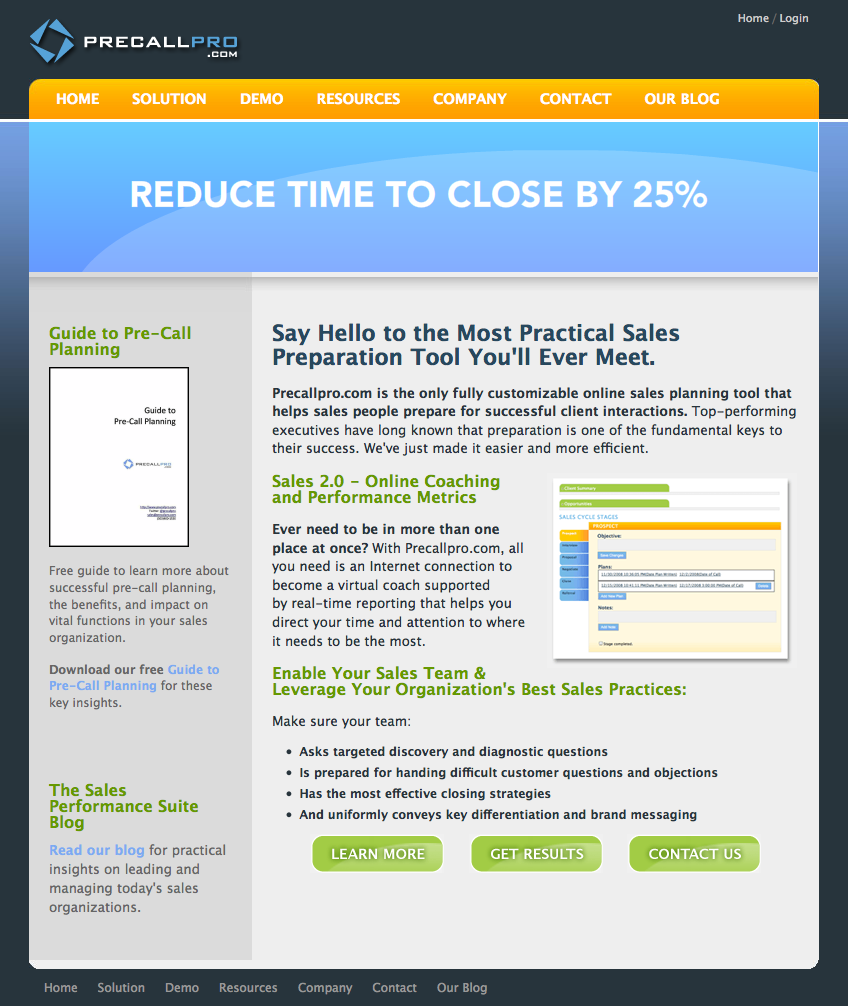 Home / Login
PRECALLPRO
.COM
HOME SOLUTION DEMO RESOURCES COMPANY CONTACT OUR BLOG
REDUCE TIME TO CLOSE BY 25%
Guide to Pre-Call
Planning
Guide to
Pre-Call Planning
PRECALLPRO
Free guide to learn more about
successful pre-call planning,
the benefits, and impact on
vital functions in your sales
organization.
Download our free Guide to
Pre-Call Planning for these
key insights.
The Sales
Performance Suite
Blog
Read our blog for practical
insights on leading and
managing today's sales
organizations.
Say Hello to the Most Practical Sales
Preparation Tool You'll Ever Meet.
Precallpro.com is the only fully customizable online sales planning tool that
helps sales people prepare for successful client interactions. Top-performing
executives have long known that preparation is one of the fundamental keys to
their success. We've just made it easier and more efficient.
Sales 2.0 - Online Coaching
and Performance Metrics
Ever need to be in more than one
place at once? With Precallpro.com, all
you need is an Internet connection to
become a virtual coach supported
by real-time reporting that helps you
direct your time and attention to where
it needs to be the most.
Client Summary
Opportunities
SALES CYCLE STAGES
PROSPECT
Objective:
Save Changes
Plans:
Add New Plan
Notes:
Add Note
Stage completed.
Enable Your Sales Team &
Leverage Your Organization's Best Sales Practices:
Make sure your team:
• Asks targeted discovery and diagnostic questions
• Is prepared for handing difficult customer questions and objections
• Has the most effective closing strategies
• And uniformly conveys key differentiation and brand messaging
LEARN MORE GET RESULTS CONTACT US
Home Solution Demo Resources Company Contact Our Blog